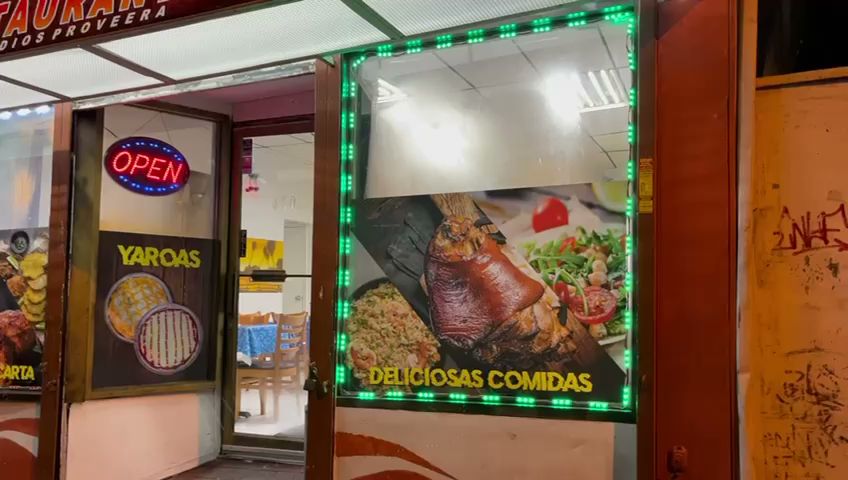 TAURANT
DIOS PROVEERA
OPEN
YAROAS
CARTA
DELICIOSAS COMIDAS